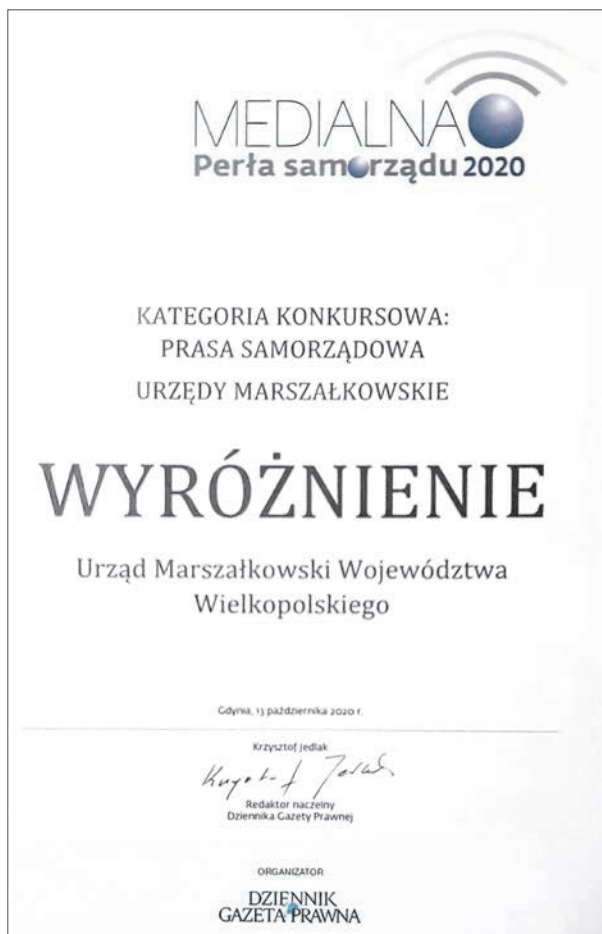 MEDIALNA
Perła samorządu 2020
KATEGORIA KONKURSOWA:
PRASA SAMORZĄDOWA
URZĘDY MARSZAŁKOWSKIE
WYRÓŻNIENIE
Urząd Marszałkowski Województwa
Wielkopolskiego
Gdynia, 13 października 2020 r.
Krzysztof Jedlak
Redaktor naczelny
Dziennika Gazety Prawnej
ORGANIZATOR
DZIENNIK
GAZETA PRAWNA